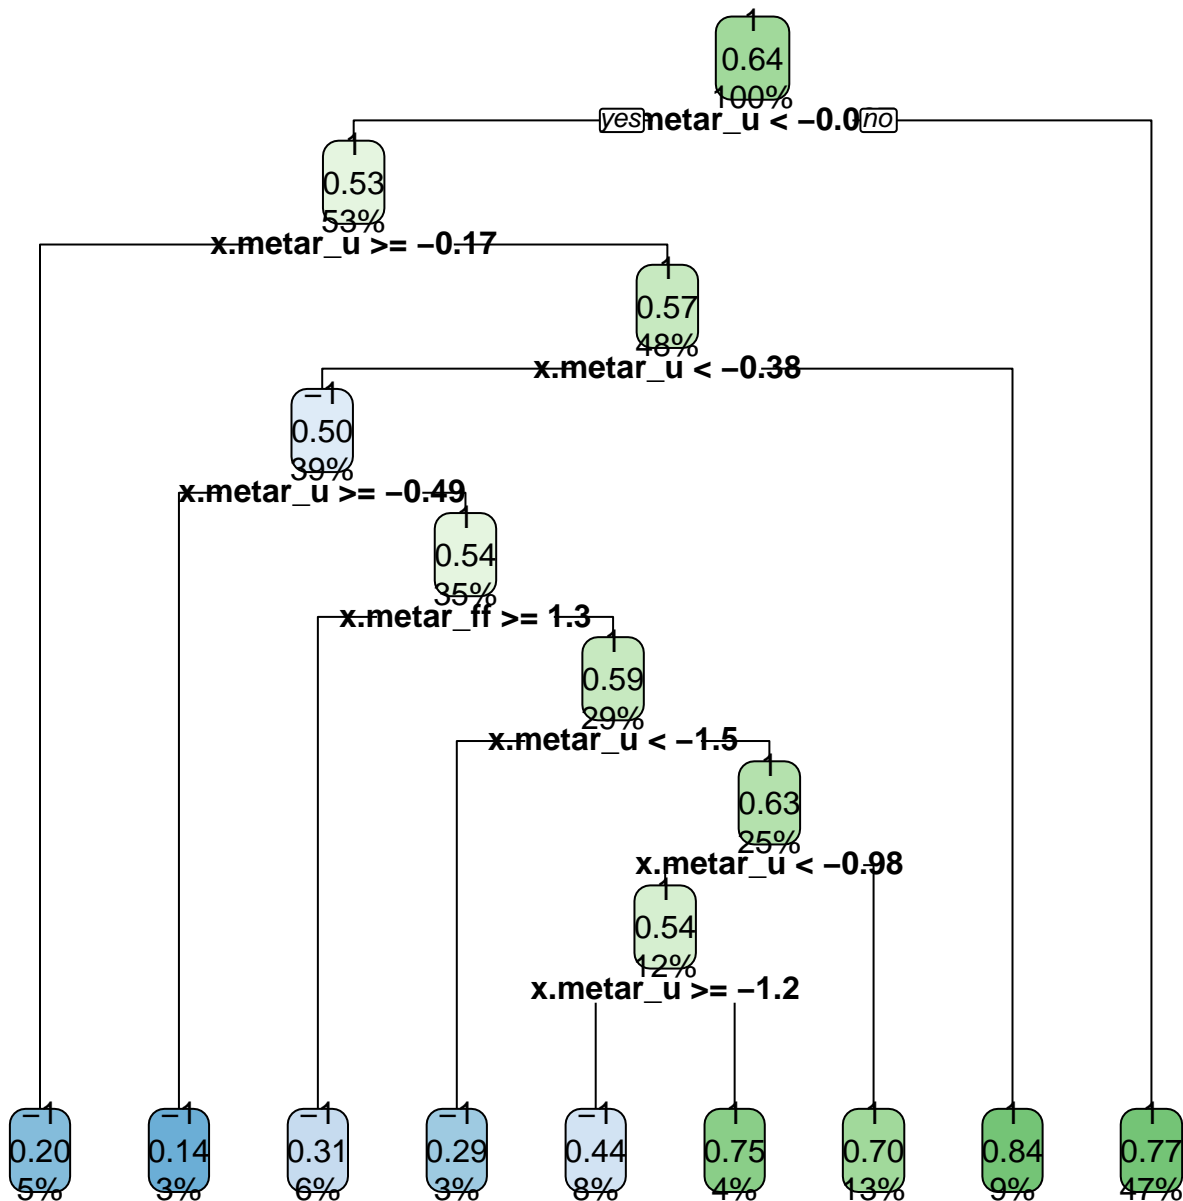 1
0.64
100%
yes metar_u < −0.0 no
1
0.53
53%
x.metar_u >= −0.17
1
0.57
48%
x.metar_u < −0.38
−1
0.50
39%
x.metar_u >= −0.49
1
0.54
35%
x.metar_ff >= 1.3
1
0.59
29%
x.metar_u < −1.5
1
0.63
25%
x.metar_u < −0.98
1
0.54
12%
x.metar_u >= −1.2
−1 −1 −1 −1 −1 1 1 1 1
0.20 0.14 0.31 0.29 0.44 0.75 0.70 0.84 0.77
5% 3% 6% 3% 8% 4% 13% 9% 47%